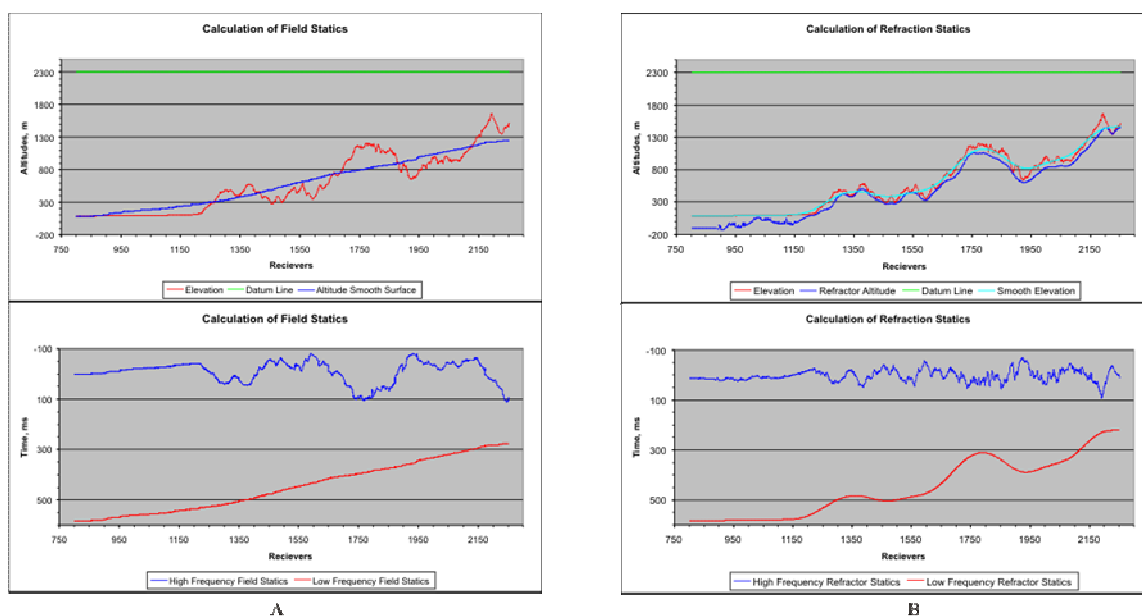 Calculation of Field Statics
2300
1800
1300
800
300
-200
Altitudes, m
750 950 1150 1350 1550 1750 1950 2150
Recievers
Elevation Datum Line Altitude Smooth Surface
Calculation of Field Statics
-100
100
300
500
Time, ms
750 950 1150 1350 1550 1750 1950 2150
Recievers
High Frequency Field Statics Low Frequency Field Statics
A
Calculation of Refraction Statics
2300
1800
1300
800
300
-200
Altitudes, m
750 950 1150 1350 1550 1750 1950 2150
Recievers
Elevation Refractor Altitude Datum Line Smooth Elevation
Calculation of Refraction Statics
-100
100
300
500
Time, ms
750 950 1150 1350 1550 1750 1950 2150
Recievers
High Frequency Refractor Statics Low Frequency Refractor Statics
B